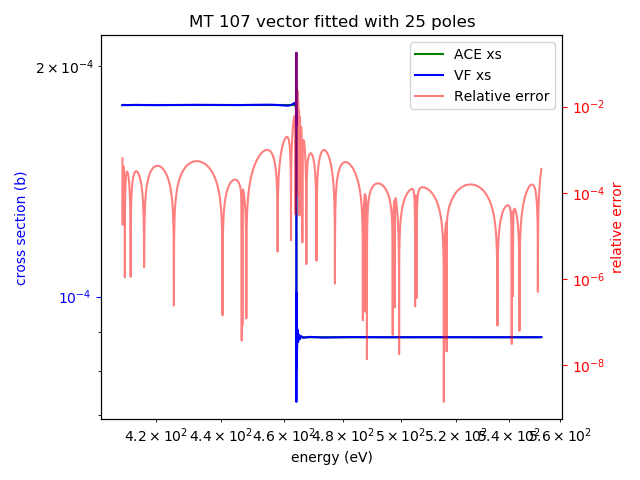 MT 107 vector fitted with 25 poles
ACE xs
VF xs
Relative error
2 × 10⁻⁴
10⁻⁴
cross section (b)
10⁻²
10⁻⁴
10⁻⁶
10⁻⁸
relative error
4.2 × 10² 4.4 × 10² 4.6 × 10² 4.8 × 10² 5 × 10² 5.2 × 10² 5.4 × 10² 5.6 × 10²
energy (eV)